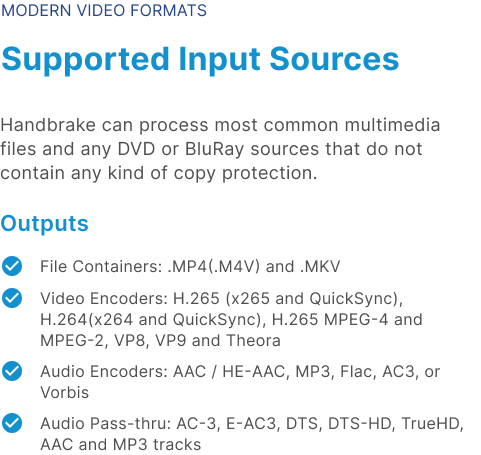 MODERN VIDEO FORMATS
Supported Input Sources
Handbrake can process most common multimedia
files and any DVD or BluRay sources that do not
contain any kind of copy protection.
Outputs
File Containers: .MP4(.M4V) and .MKV
Video Encoders: H.265 (x265 and QuickSync),
H.264(x264 and QuickSync), H.265 MPEG-4 and
MPEG-2, VP8, VP9 and Theora
Audio Encoders: AAC / HE-AAC, MP3, Flac, AC3, or
Vorbis
Audio Pass-thru: AC-3, E-AC3, DTS, DTS-HD, TrueHD,
AAC and MP3 tracks